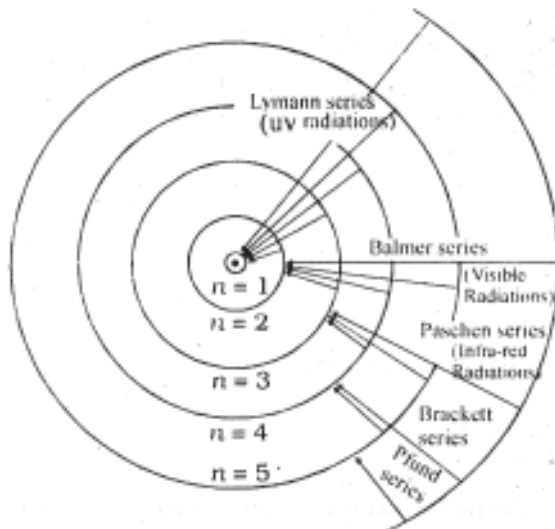 Lymann series
(uv radiations)
Balmer series
(Visible
Radiations)
Paschen series
(Infra-red
Radiations)
Brackett
series
Pfund
series
n = 1
n = 2
n = 3
n = 4
n = 5